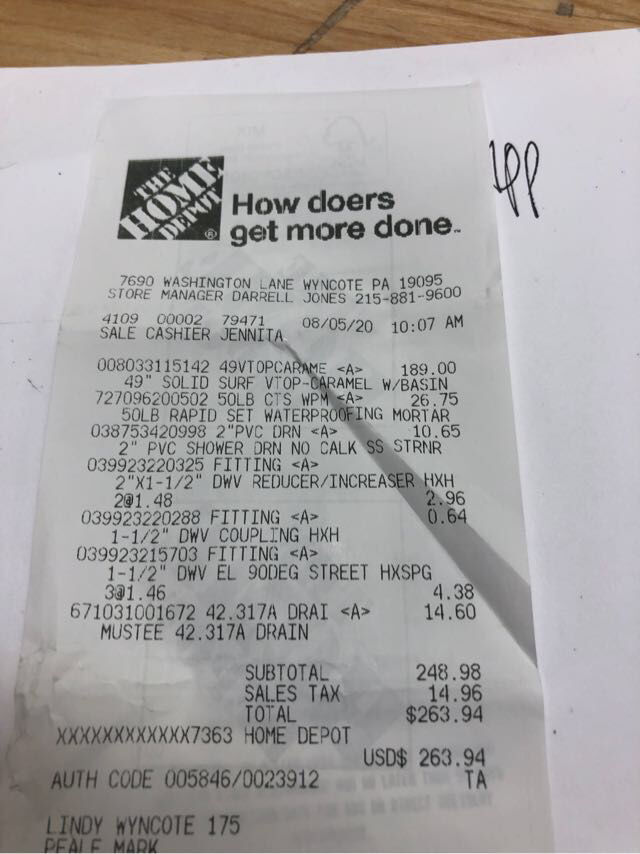 THE
HOME
DEPOT
®
How doers
get more done™
7690 WASHINGTON LANE WYNCOTE PA 19095
STORE MANAGER DARRELL JONES 215-881-9600
4109 00002 79471 08/05/20 10:07 AM
SALE CASHIER JENNITA
008033115142 49VTOPCARAME <A> 189.00
49" SOLID SURF VTOP-CARAMEL W/BASIN
727096200502 50LB CTS WPM <A> 26.75
50LB RAPID SET WATERPROOFING MORTAR
038753420998 2"PVC DRN <A> 10.65
2" PVC SHOWER DRN NO CALK SS STRNR
039923220325 FITTING <A>
2"X1-1/2" DWV REDUCER/INCREASER HXH
2@1.48 2.96
039923220288 FITTING <A> 0.64
1-1/2" DWV COUPLING HXH
039923215703 FITTING <A>
1-1/2" DWV EL 90DEG STREET HXSPG
3@1.46 4.38
671031001672 42.317A DRAI <A> 14.60
MUSTEE 42.317A DRAIN
SUBTOTAL 248.98
SALES TAX 14.96
TOTAL $263.94
XXXXXXXXXXXX7363 HOME DEPOT
USD$ 263.94
AUTH CODE 005846/0023912 TA
LINDY WYNCOTE 175
PEALE MARK